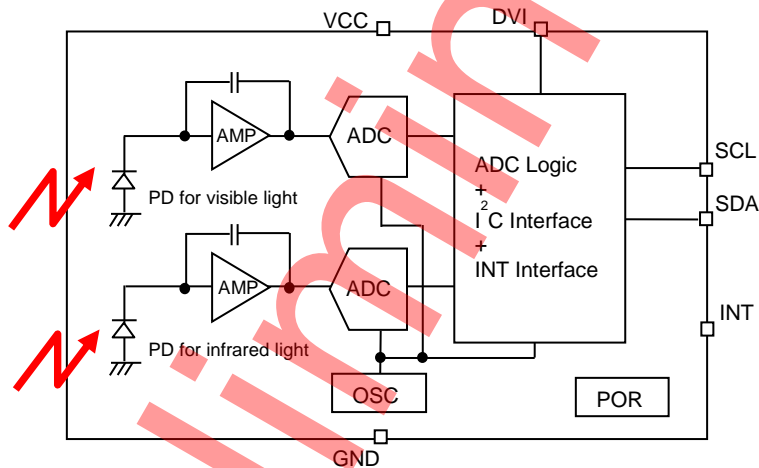 VCC
DVI
AMP
ADC
PD for visible light
ADC Logic
+
I²C Interface
+
INT Interface
SCL
SDA
AMP
ADC
PD for infrared light
INT
OSC
POR
GND
limin